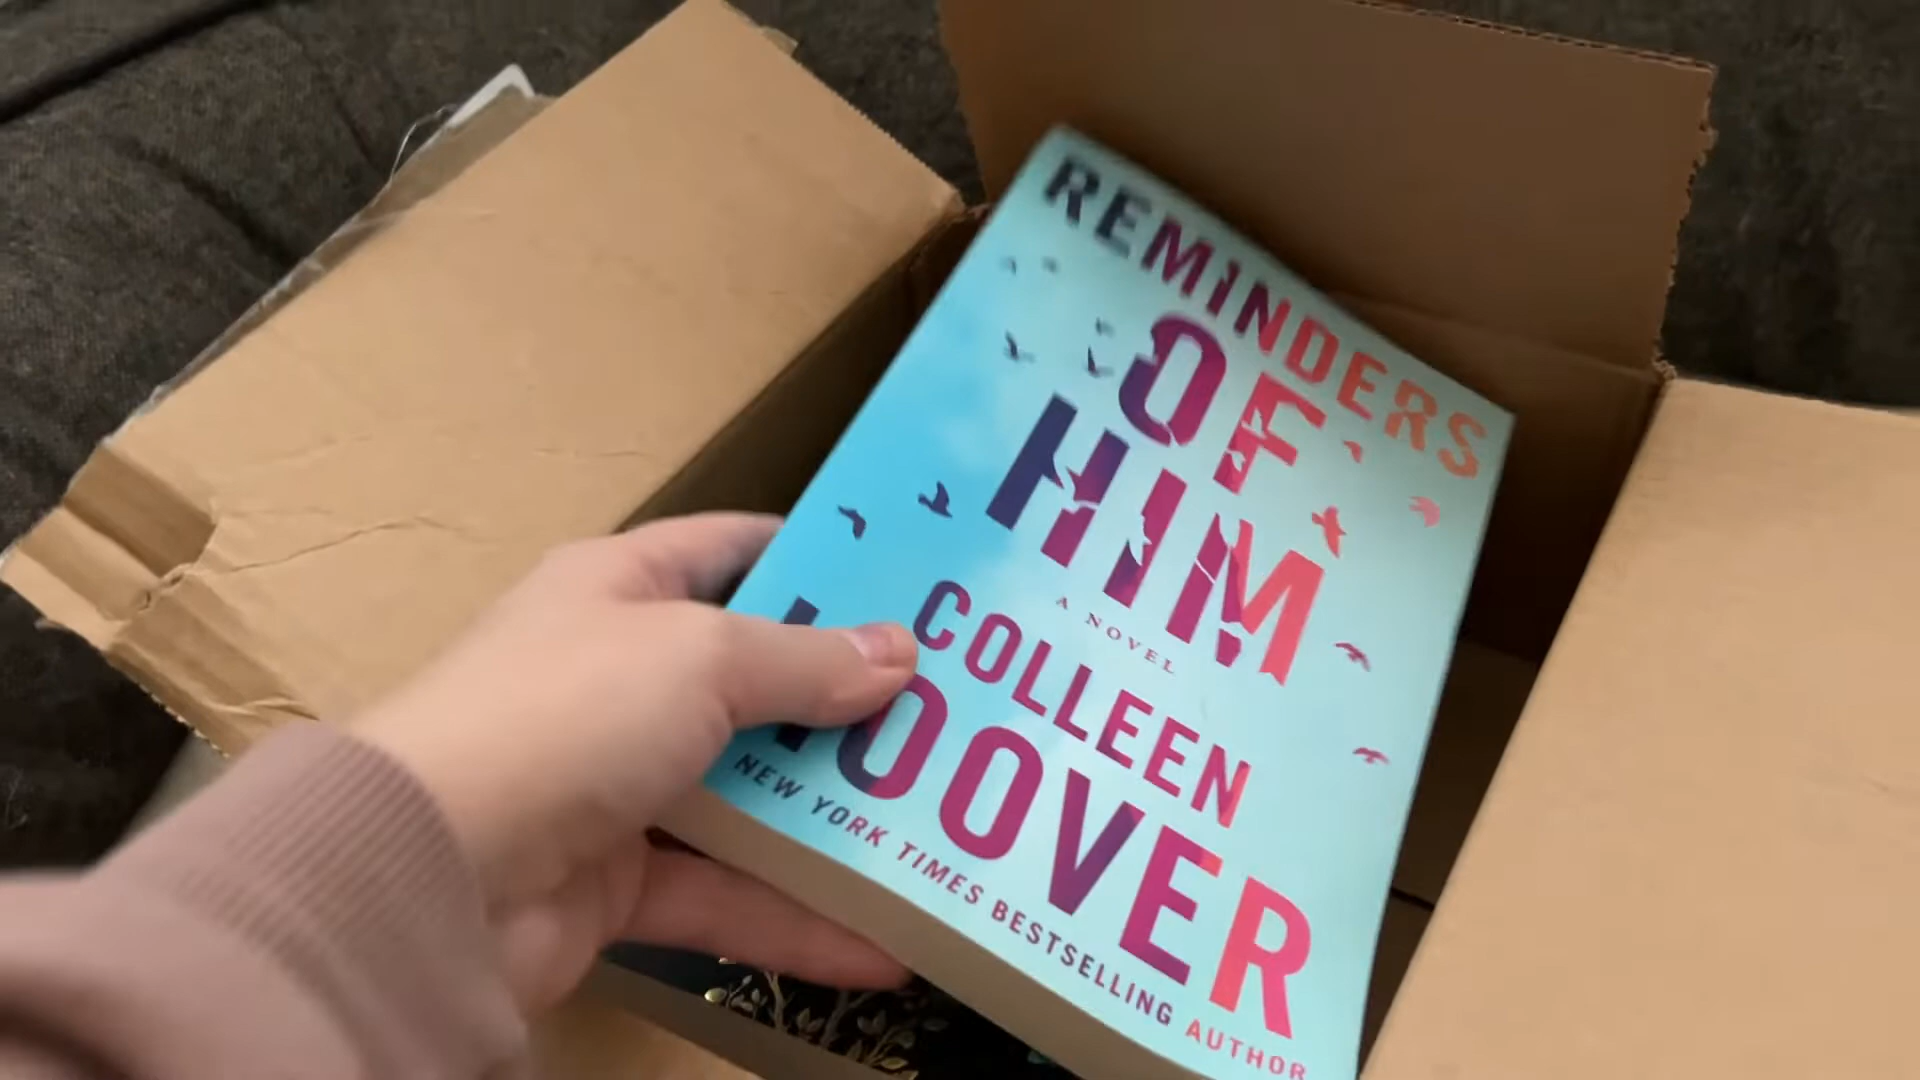 REMINDERS
OF
HIM
A NOVEL
COLLEEN
HOOVER
NEW YORK TIMES BESTSELLING AUTHOR